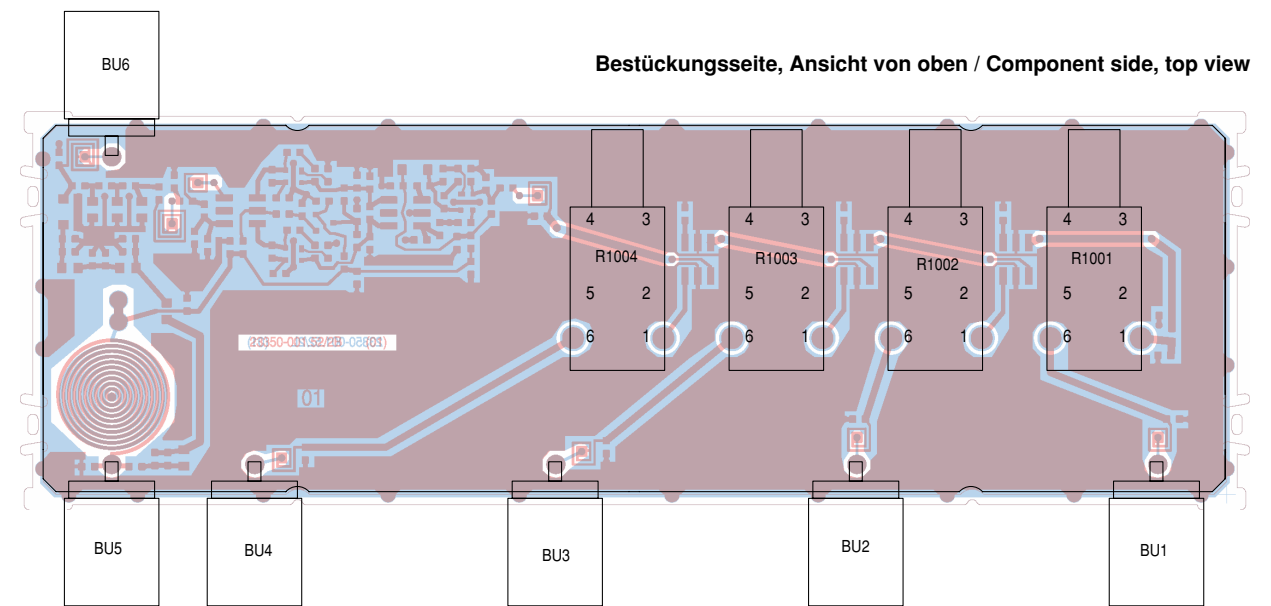 BU6
Bestückungsseite, Ansicht von oben / Component side, top view
4 3 4 3 4 3 4 3
R1004 R1003 R1002 R1001
5 2 5 2 5 2 5 2
6 1 6 1 6 1 6 1
01
BU5 BU4 BU3 BU2 BU1